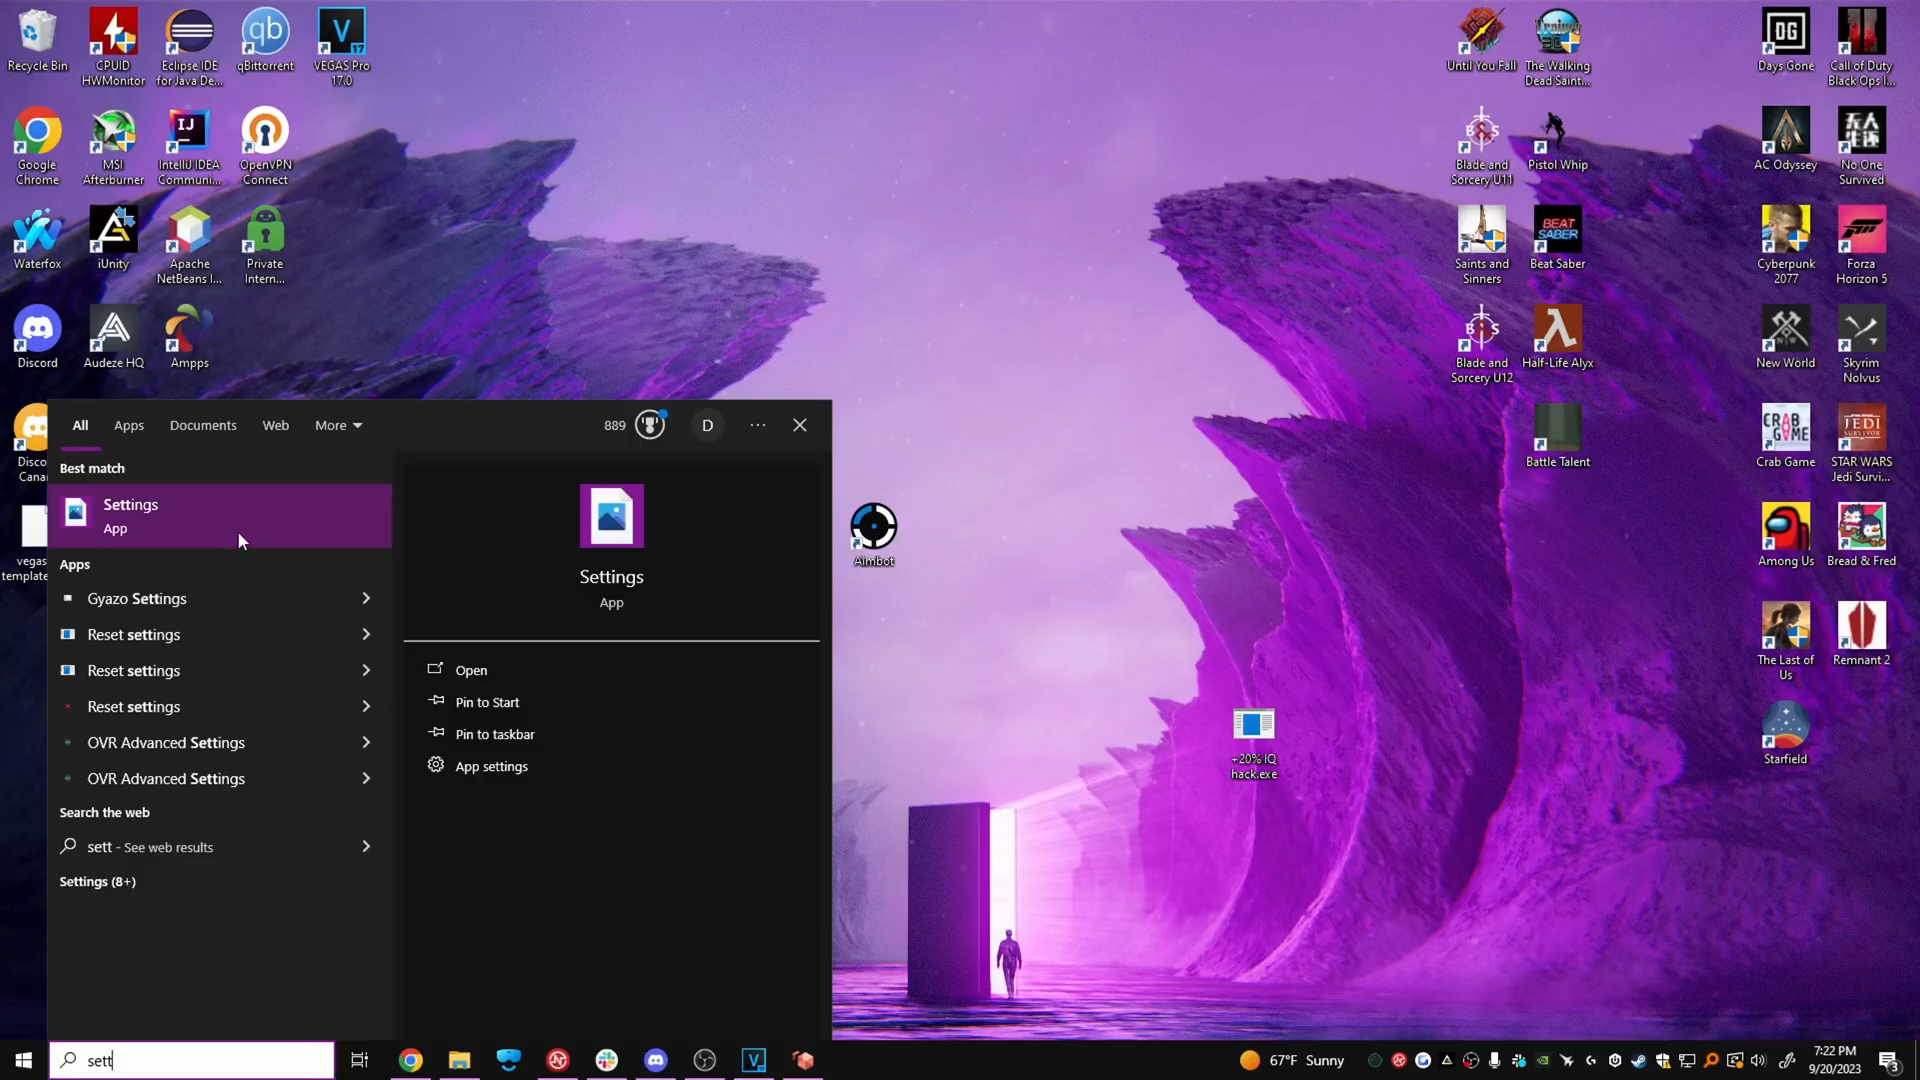 Recycle Bin
CPUID
HWMonitor
Eclipse IDE
for Java De...
qBittorrent
VEGAS Pro
17.0
Until You Fall
The Walking
Dead Saint...
Days Gone
Call of Duty
Black Ops I...
Google
Chrome
MSI
Afterburner
IntelliJ IDEA
Communi...
OpenVPN
Connect
Blade and
Sorcery U11
Pistol Whip
AC Odyssey
No One
Survived
Waterfox
iUnity
Apache
NetBeans I...
Private
Intern...
Saints and
Sinners
BEAT
SABER
Beat Saber
Cyberpunk
2077
Forza
Horizon 5
Discord
Audeze HQ
Ampps
Blade and
Sorcery U12
Half-Life Alyx
New World
Skyrim
Nolvus
Disco
Cana
Battle Talent
Crab Game
STAR WARS
Jedi Survi...
vegas
template
Aimbot
Among Us
Bread & Fred
The Last of
Us
Remnant 2
Starfield
+20% IQ
hack.exe
All
Apps
Documents
Web
More
889
D
Best match
Settings
App
Apps
Gyazo Settings
Reset settings
Reset settings
Reset settings
OVR Advanced Settings
OVR Advanced Settings
Search the web
sett - See web results
Settings (8+)
Settings
App
Open
Pin to Start
Pin to taskbar
App settings
sett
67°F Sunny
7:22 PM
9/20/2023
3